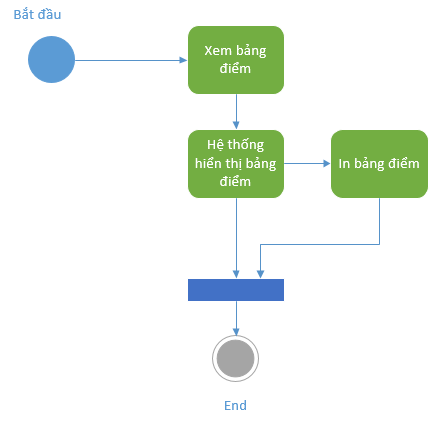 Bắt đầu
Xem bảng
điểm
Hệ thống
hiển thị bảng
điểm
In bảng điểm
End